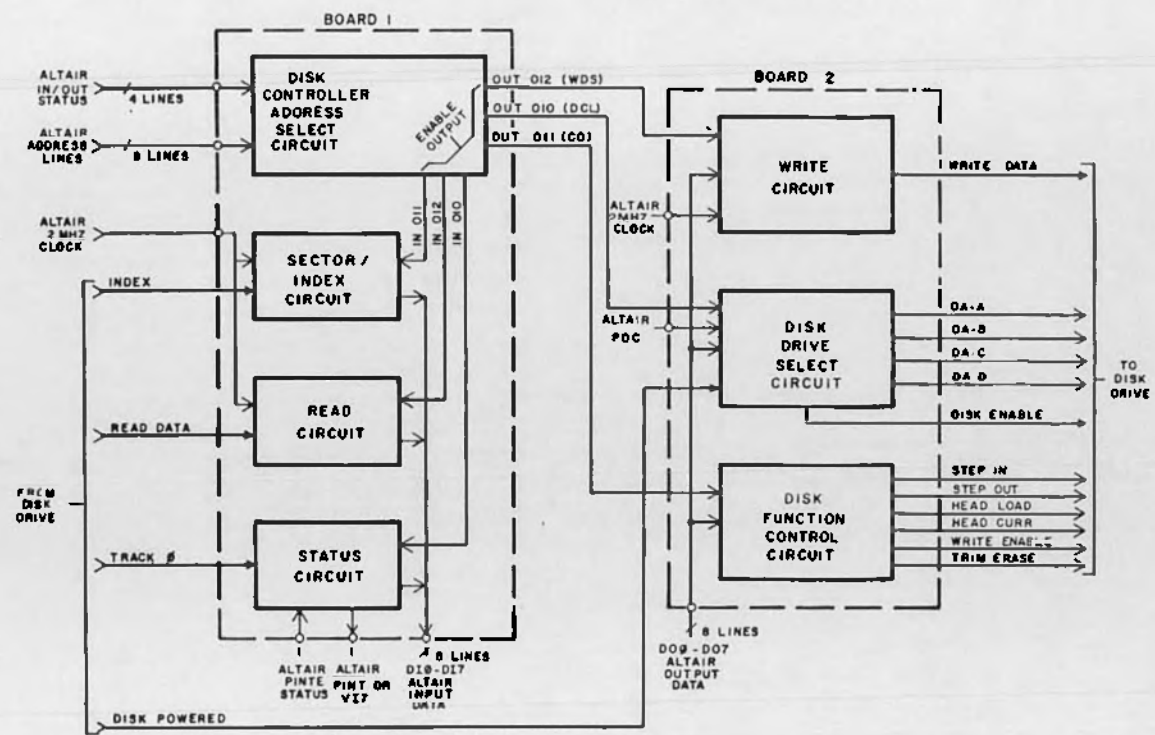 BOARD 1
ALTAIR
IN/OUT
STATUS
4 LINES
ALTAIR
ADDRESS
LINES
8 LINES
DISK
CONTROLLER
ADDRESS
SELECT
CIRCUIT
ENABLE
OUTPUT
OUT 012 (WDS)
OUT 010 (DCL)
OUT 011 (CO)
IN 011
IN 012
IN 010
ALTAIR
2 MHZ
CLOCK
INDEX
SECTOR/
INDEX
CIRCUIT
READ DATA
READ
CIRCUIT
FROM
DISK
DRIVE
TRACK Ø
STATUS
CIRCUIT
ALTAIR
PINTE
STATUS
ALTAIR
PINT OR
VI7
8 LINES
DI0-DI7
ALTAIR
INPUT
DATA
DISK POWERED
BOARD 2
WRITE
CIRCUIT
WRITE DATA
ALTAIR
2MHZ
CLOCK
ALTAIR
POC
DISK
DRIVE
SELECT
CIRCUIT
DA-A
DA-B
DA-C
DA-D
DISK ENABLE
TO
DISK
DRIVE
DISK
FUNCTION
CONTROL
CIRCUIT
STEP IN
STEP OUT
HEAD LOAD
HEAD CURR
WRITE ENABLE
TRIM ERASE
8 LINES
DO0-DO7
ALTAIR
OUTPUT
DATA